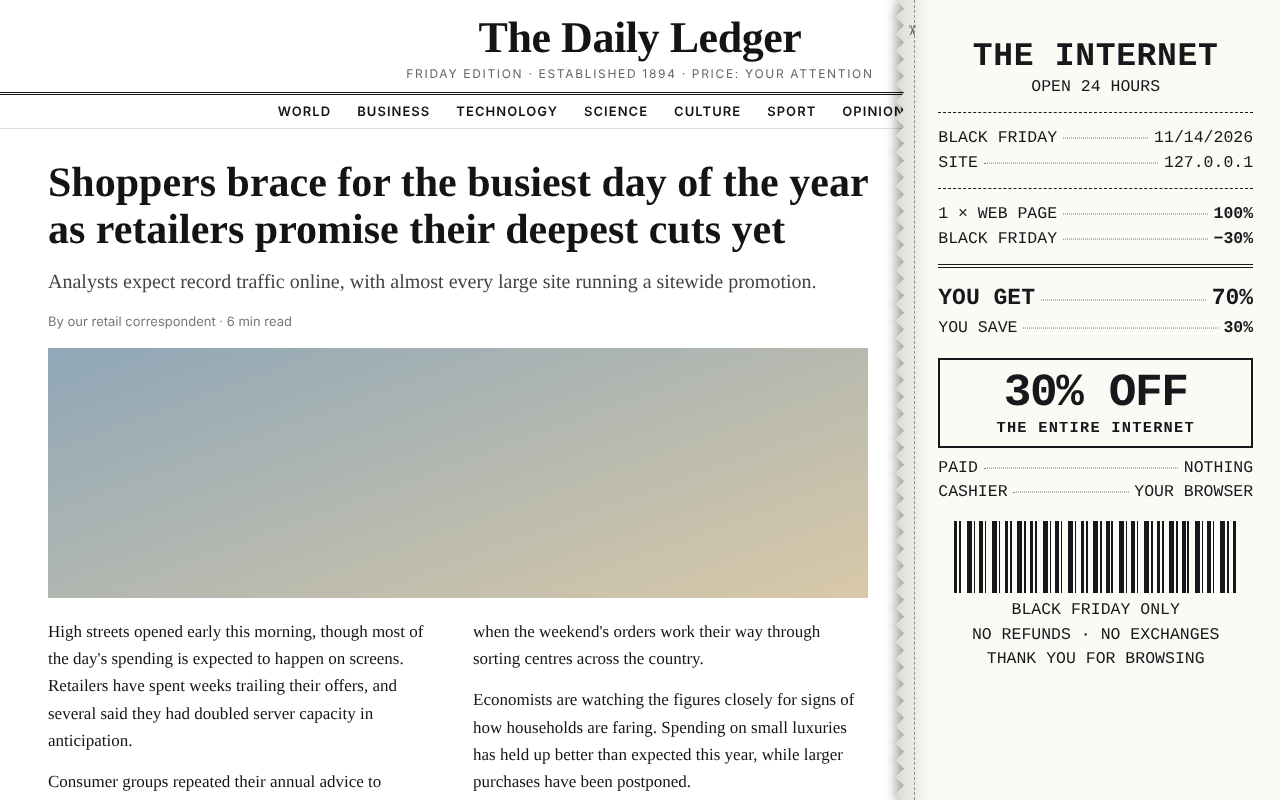 The Daily Ledger
FRIDAY EDITION · ESTABLISHED 1894 · PRICE: YOUR ATTENTION
WORLD BUSINESS TECHNOLOGY SCIENCE CULTURE SPORT OPINION
Shoppers brace for the busiest day of the year
as retailers promise their deepest cuts yet
Analysts expect record traffic online, with almost every large site running a sitewide promotion.
By our retail correspondent · 6 min read
High streets opened early this morning, though most of
the day's spending is expected to happen on screens.
Retailers have spent weeks trailing their offers, and
several said they had doubled server capacity in
anticipation.
Consumer groups repeated their annual advice to
when the weekend's orders work their way through
sorting centres across the country.
Economists are watching the figures closely for signs of
how households are faring. Spending on small luxuries
has held up better than expected this year, while larger
purchases have been postponed.
THE INTERNET
OPEN 24 HOURS
BLACK FRIDAY 11/14/2026
SITE 127.0.0.1
1 × WEB PAGE 100%
BLACK FRIDAY −30%
YOU GET 70%
YOU SAVE 30%
30% OFF
THE ENTIRE INTERNET
PAID NOTHING
CASHIER YOUR BROWSER
BLACK FRIDAY ONLY
NO REFUNDS · NO EXCHANGES
THANK YOU FOR BROWSING